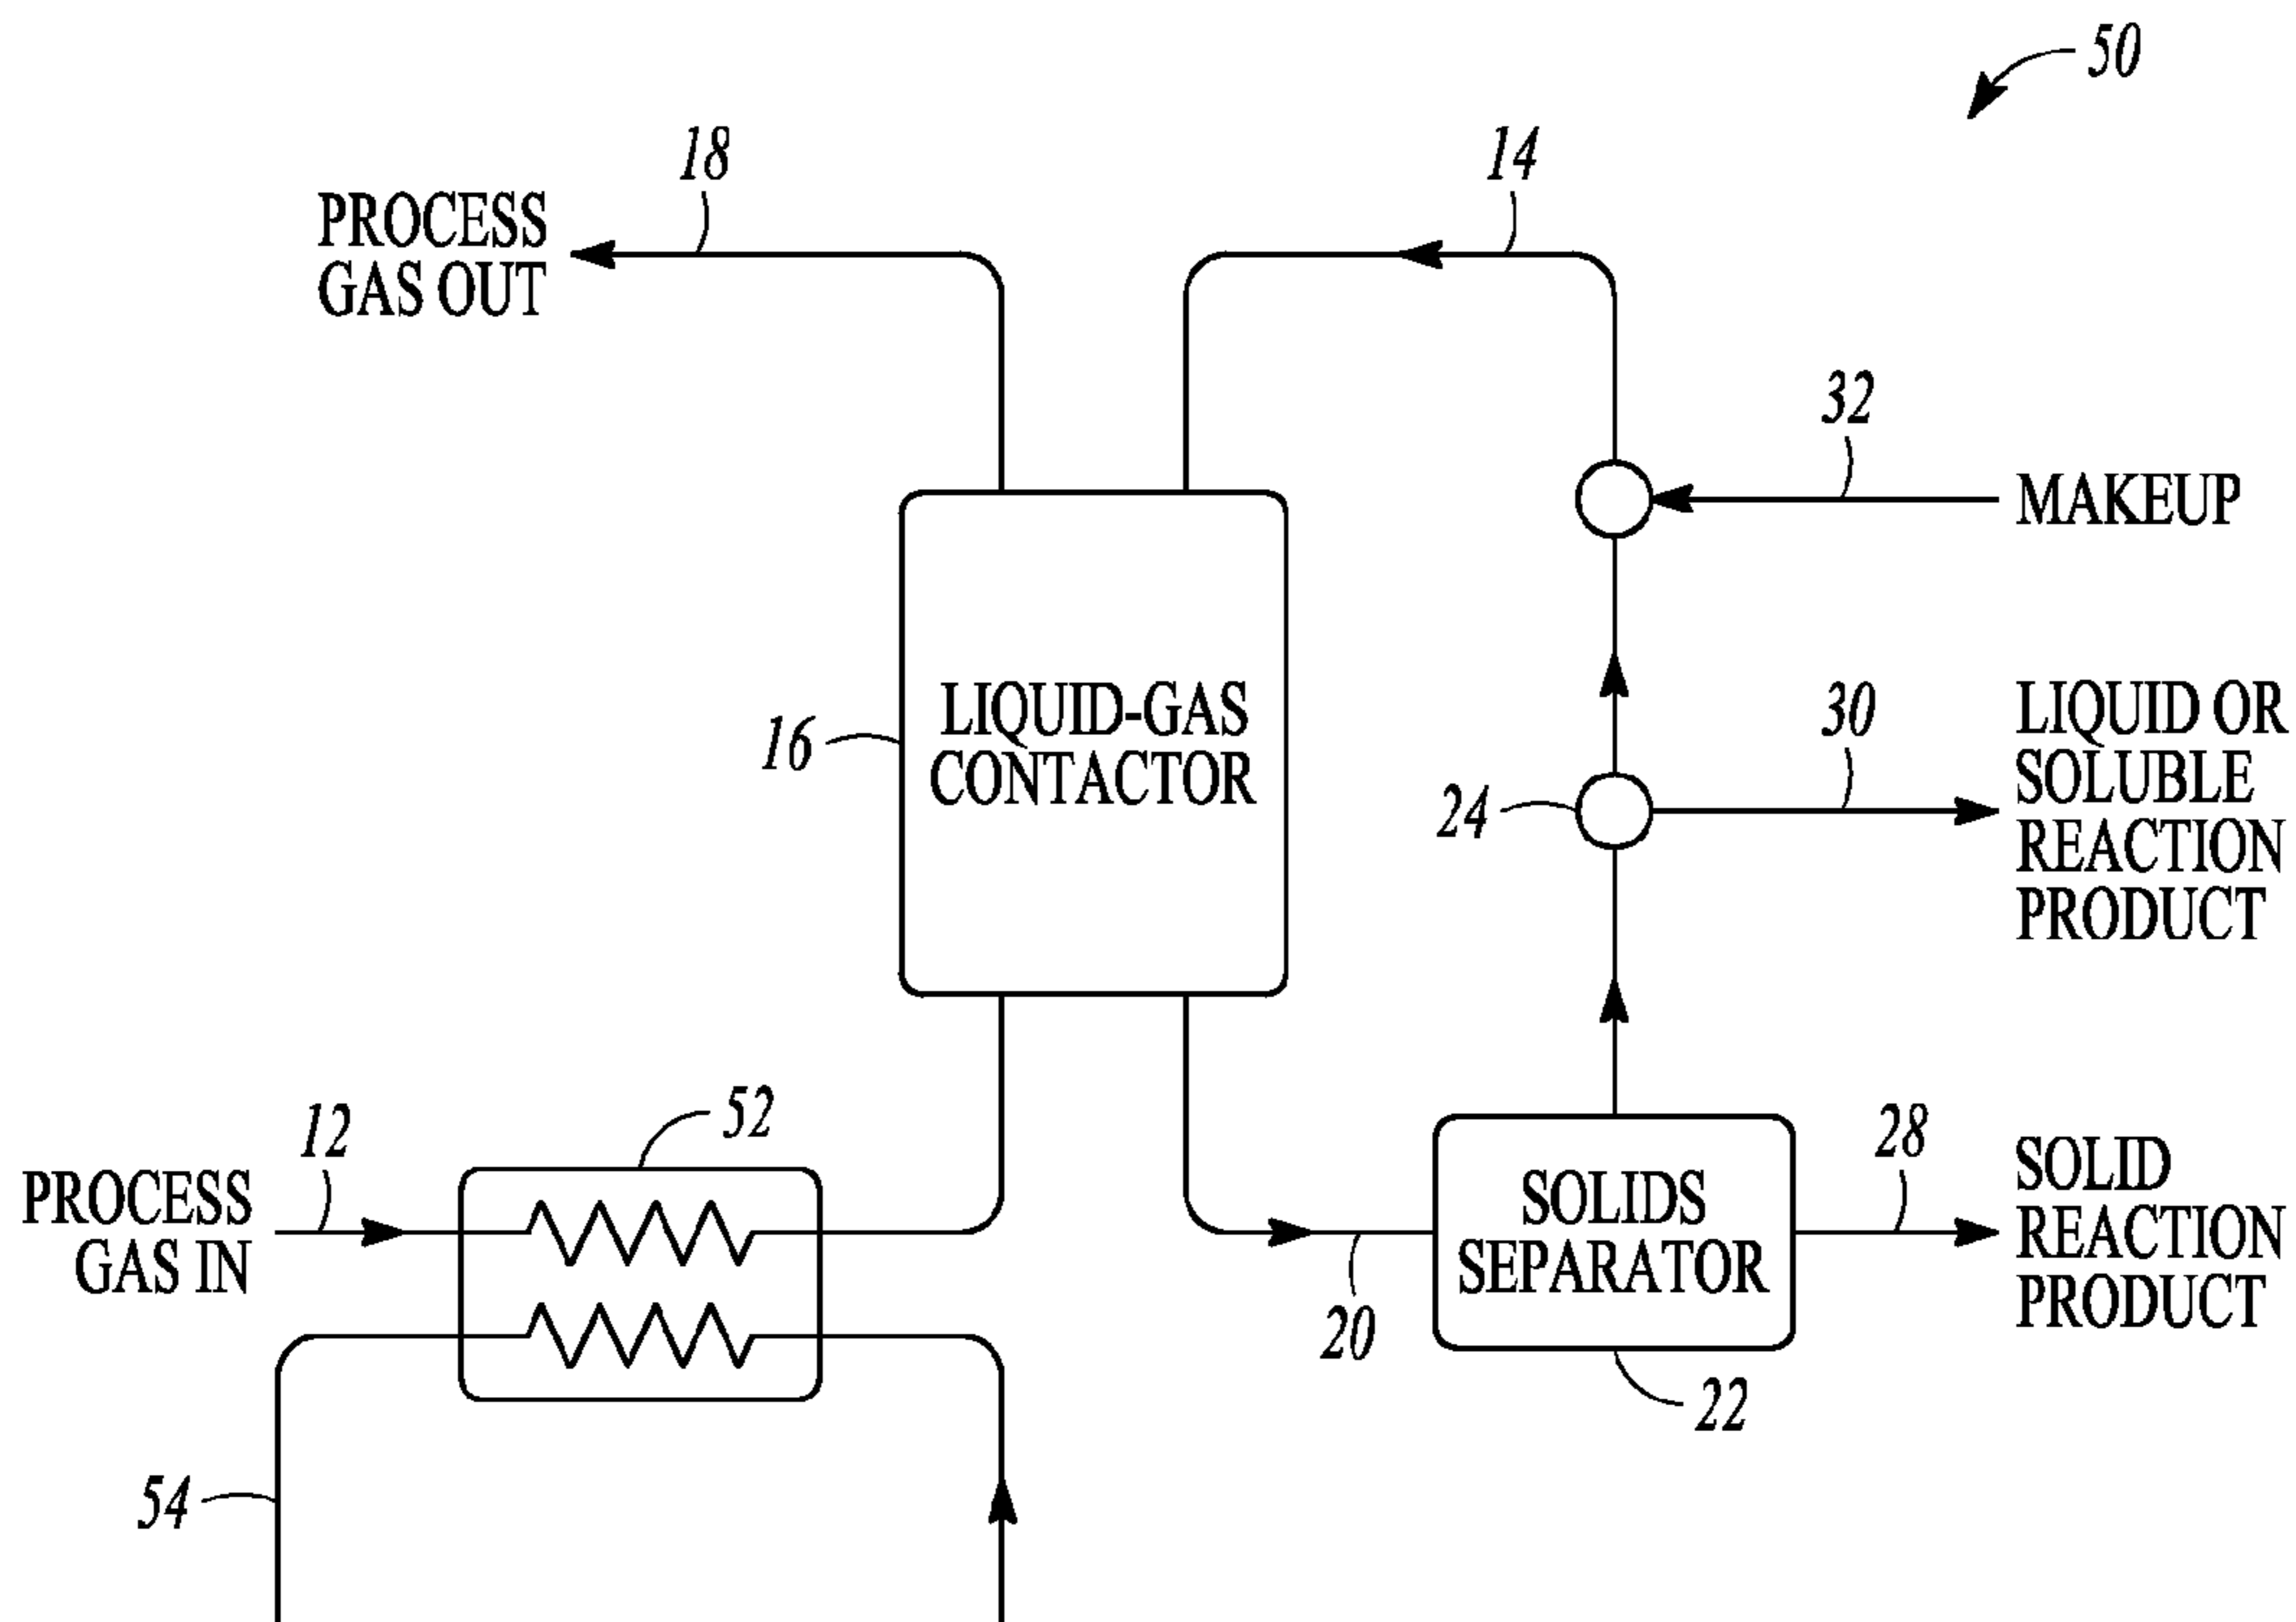 50
18
14
PROCESS
GAS OUT
32
MAKEUP
LIQUID-GAS
CONTACTOR
16
30
LIQUID OR
SOLUBLE
REACTION
PRODUCT
24
52
12
28
PROCESS
GAS IN
SOLIDS
SEPARATOR
SOLID
REACTION
PRODUCT
20
22
54